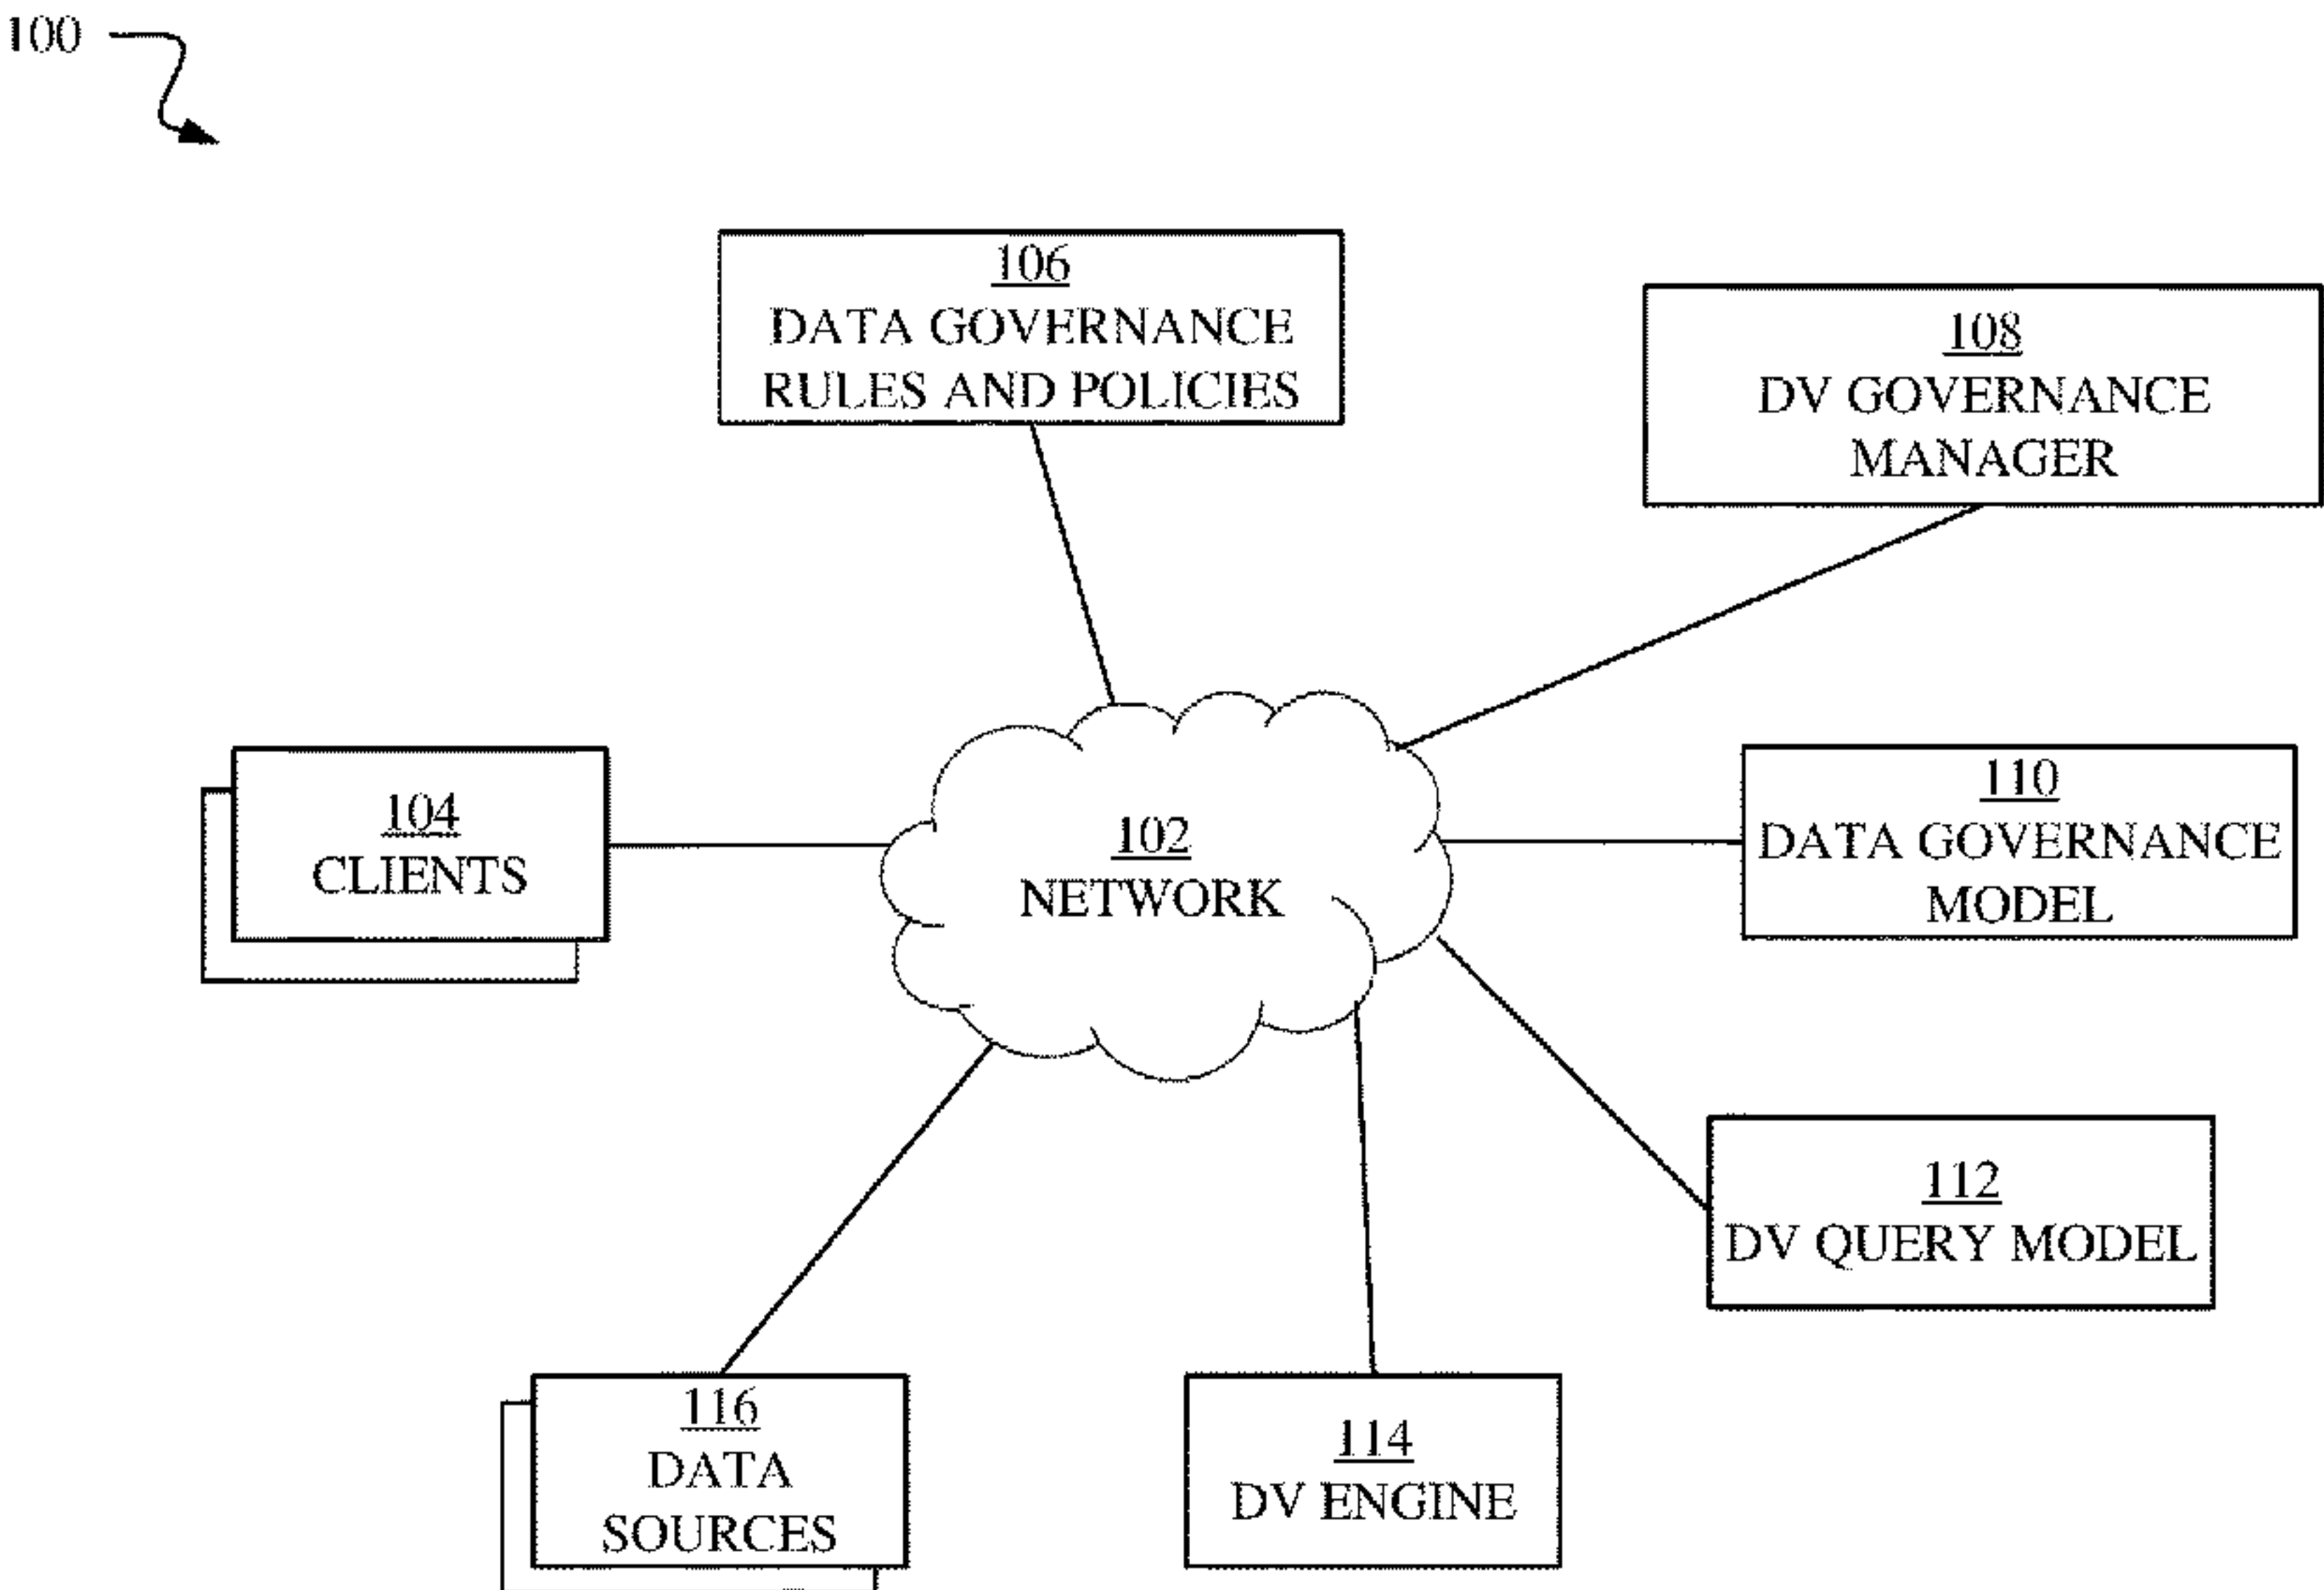 100
106
DATA GOVERNANCE
RULES AND POLICIES
108
DV GOVERNANCE
MANAGER
104
CLIENTS
102
NETWORK
110
DATA GOVERNANCE
MODEL
112
DV QUERY MODEL
116
DATA
SOURCES
114
DV ENGINE